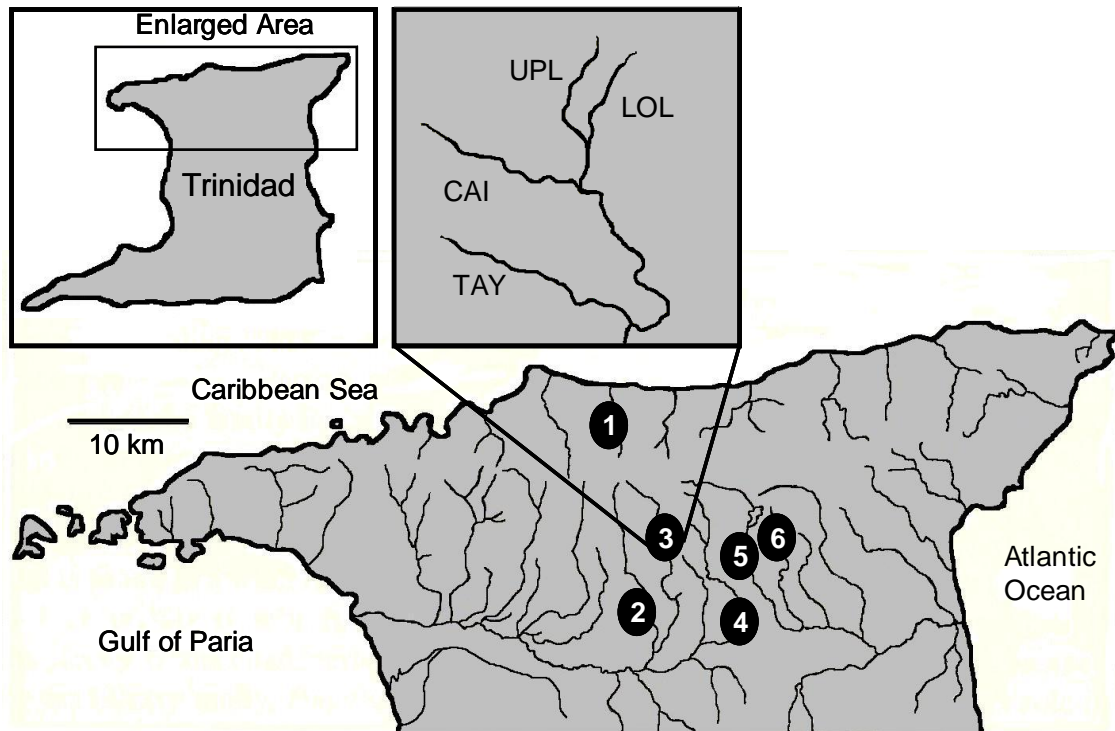 Enlarged Area
Trinidad
UPL
LOL
CAI
TAY
Caribbean Sea
10 km
1
3
6
5
2
4
Atlantic
Ocean
Gulf of Paria